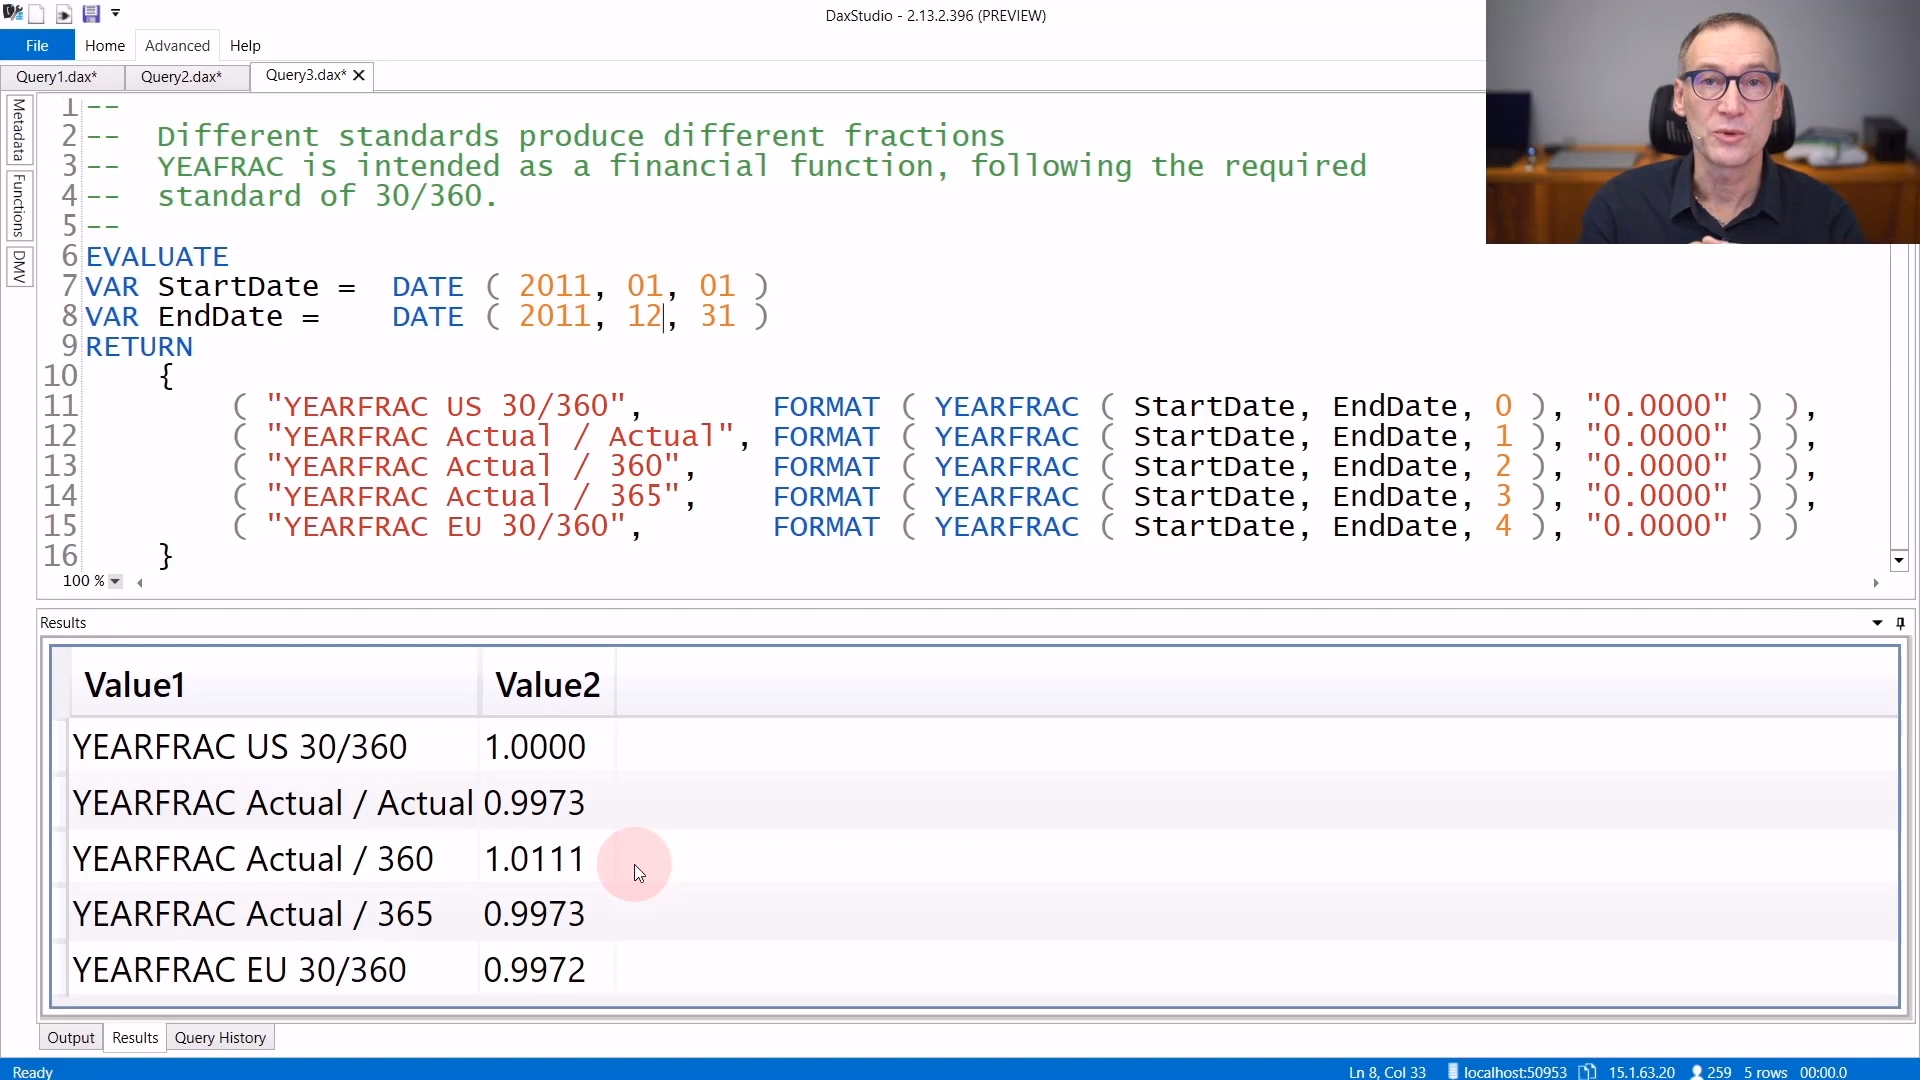 DaxStudio - 2.13.2.396 (PREVIEW)
File Home Advanced Help
Query1.dax* Query2.dax* Query3.dax*
Metadata
Functions
DMV
1 --
2 -- Different standards produce different fractions
3 -- YEAFRAC is intended as a financial function, following the required
4 -- standard of 30/360.
5 --
6 EVALUATE
7 VAR StartDate = DATE ( 2011, 01, 01 )
8 VAR EndDate = DATE ( 2011, 12, 31 )
9 RETURN
10 {
11 ( "YEARFRAC US 30/360", FORMAT ( YEARFRAC ( StartDate, EndDate, 0 ), "0.0000" ) ),
12 ( "YEARFRAC Actual / Actual", FORMAT ( YEARFRAC ( StartDate, EndDate, 1 ), "0.0000" ) ),
13 ( "YEARFRAC Actual / 360", FORMAT ( YEARFRAC ( StartDate, EndDate, 2 ), "0.0000" ) ),
14 ( "YEARFRAC Actual / 365", FORMAT ( YEARFRAC ( StartDate, EndDate, 3 ), "0.0000" ) ),
15 ( "YEARFRAC EU 30/360", FORMAT ( YEARFRAC ( StartDate, EndDate, 4 ), "0.0000" ) )
16 }
100 %
Results
Value1 Value2
YEARFRAC US 30/360 1.0000
YEARFRAC Actual / Actual 0.9973
YEARFRAC Actual / 360 1.0111
YEARFRAC Actual / 365 0.9973
YEARFRAC EU 30/360 0.9972
Output Results Query History
Ready Ln 8, Col 33 localhost:50953 15.1.63.20 259 5 rows 00:00.0